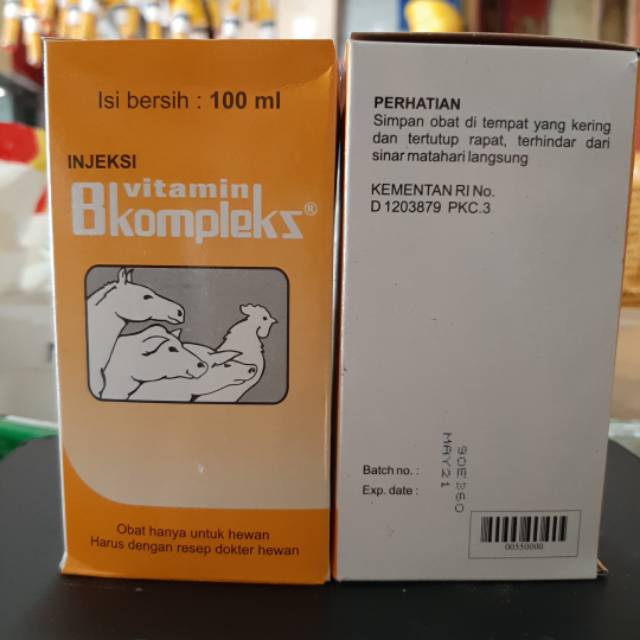 Isi bersih : 100 ml
INJEKSI
vitamin
Bkompleks®
Obat hanya untuk hewan
Harus dengan resep dokter hewan
PERHATIAN
Simpan obat di tempat yang kering
dan tertutup rapat, terhindar dari
sinar matahari langsung
KEMENTAN RI No.
D 1203879 PKC.3
Batch no. : 90E360
Exp. date : MAY21
00550000